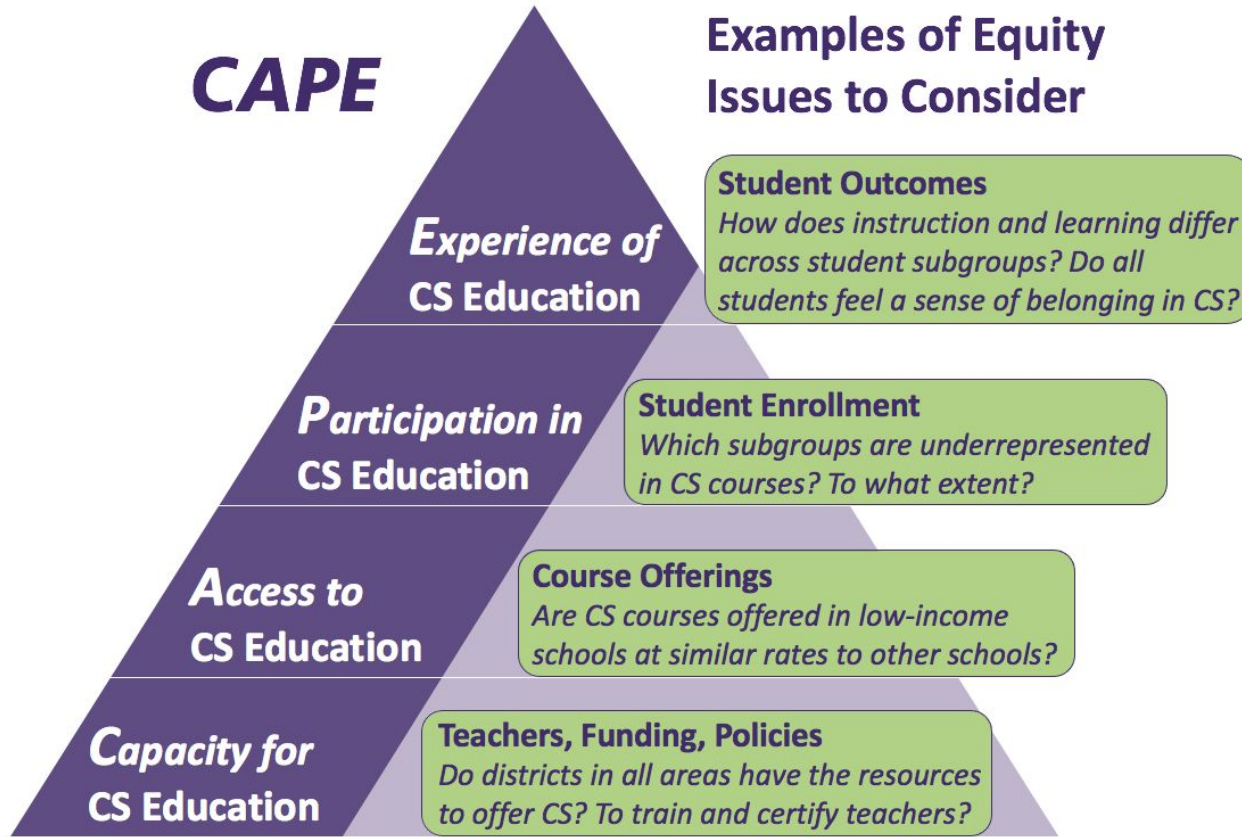 CAPE
Examples of Equity
Issues to Consider
Experience of
CS Education
Student Outcomes
How does instruction and learning differ
across student subgroups? Do all
students feel a sense of belonging in CS?
Participation in
CS Education
Student Enrollment
Which subgroups are underrepresented
in CS courses? To what extent?
Access to
CS Education
Course Offerings
Are CS courses offered in low-income
schools at similar rates to other schools?
Capacity for
CS Education
Teachers, Funding, Policies
Do districts in all areas have the resources
to offer CS? To train and certify teachers?